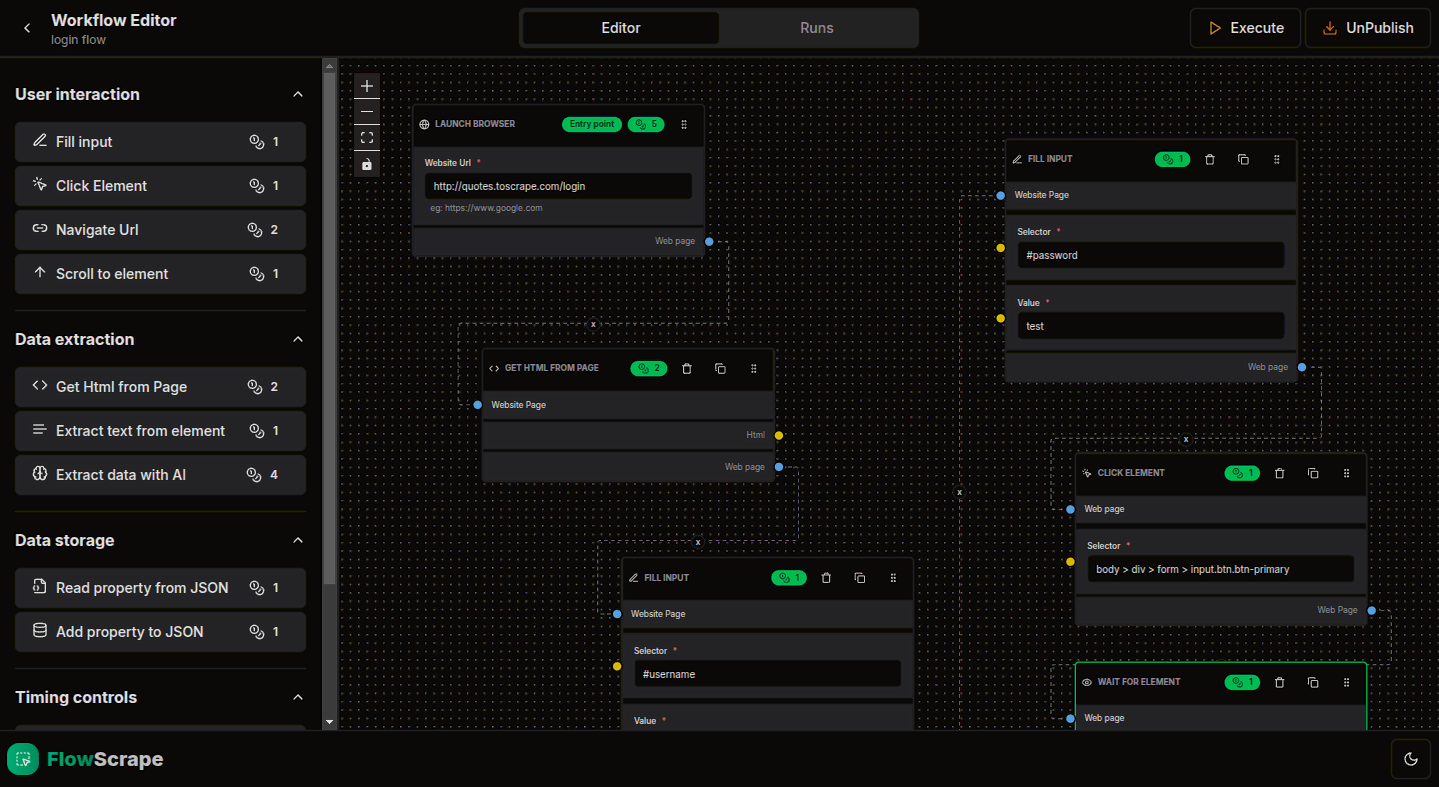 Workflow Editor
login flow
Editor
Runs
Execute
UnPublish
User interaction
Fill input 1
Click Element 1
Navigate Url 2
Scroll to element 1
Data extraction
Get Html from Page 2
Extract text from element 1
Extract data with AI 4
Data storage
Read property from JSON 1
Add property to JSON 1
Timing controls
LAUNCH BROWSER Entry point 5
Website Url *
http://quotes.toscrape.com/login
eg: https://www.google.com
Web page
x
GET HTML FROM PAGE 2
Website Page
Html
Web page
x
FILL INPUT 1
Website Page
Selector *
#username
Value *
x
FILL INPUT 1
Website Page
Selector *
#password
Value *
test
Web page
x
CLICK ELEMENT 1
Web page
Selector *
body > div > form > input.btn.btn-primary
Web Page
WAIT FOR ELEMENT 1
Web page
FlowScrape